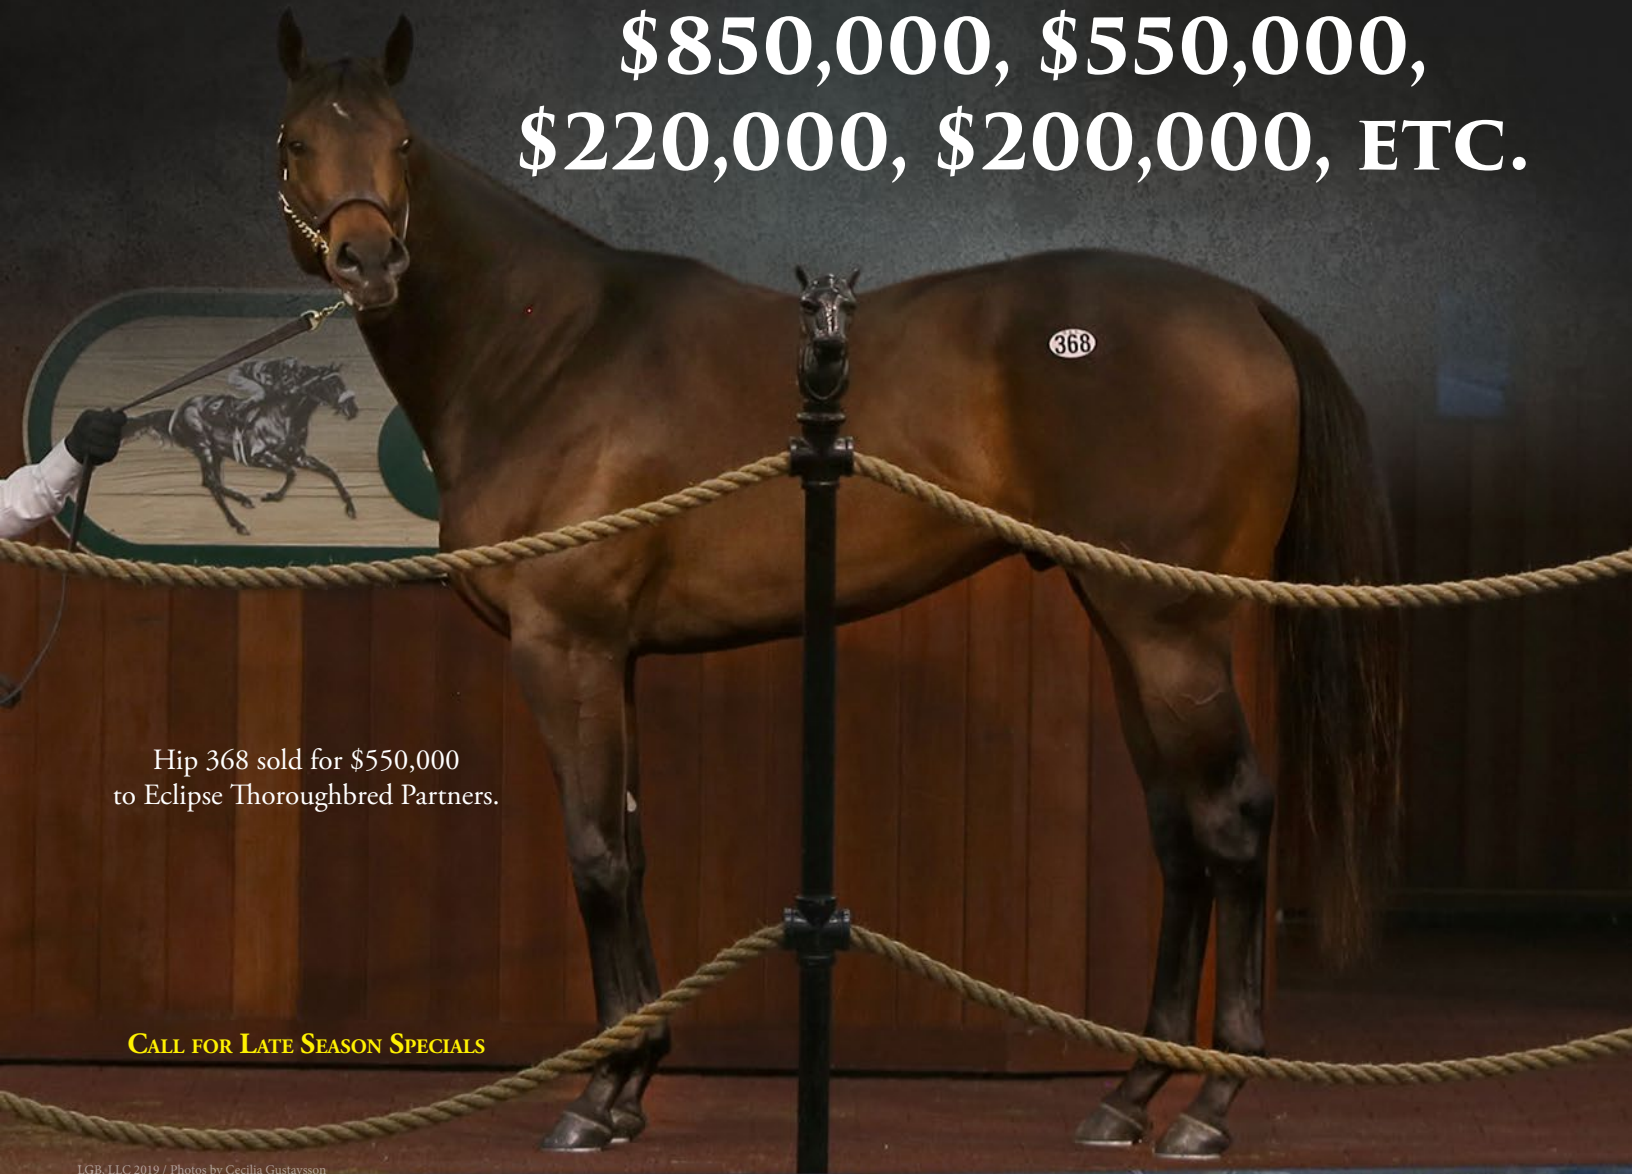 $850,000, $550,000,
$220,000, $200,000, ETC.
368
Hip 368 sold for $550,000
to Eclipse Thoroughbred Partners.
Call for Late Season Specials
LGB, LLC 2019 / Photos by Cecilia Gustavsson